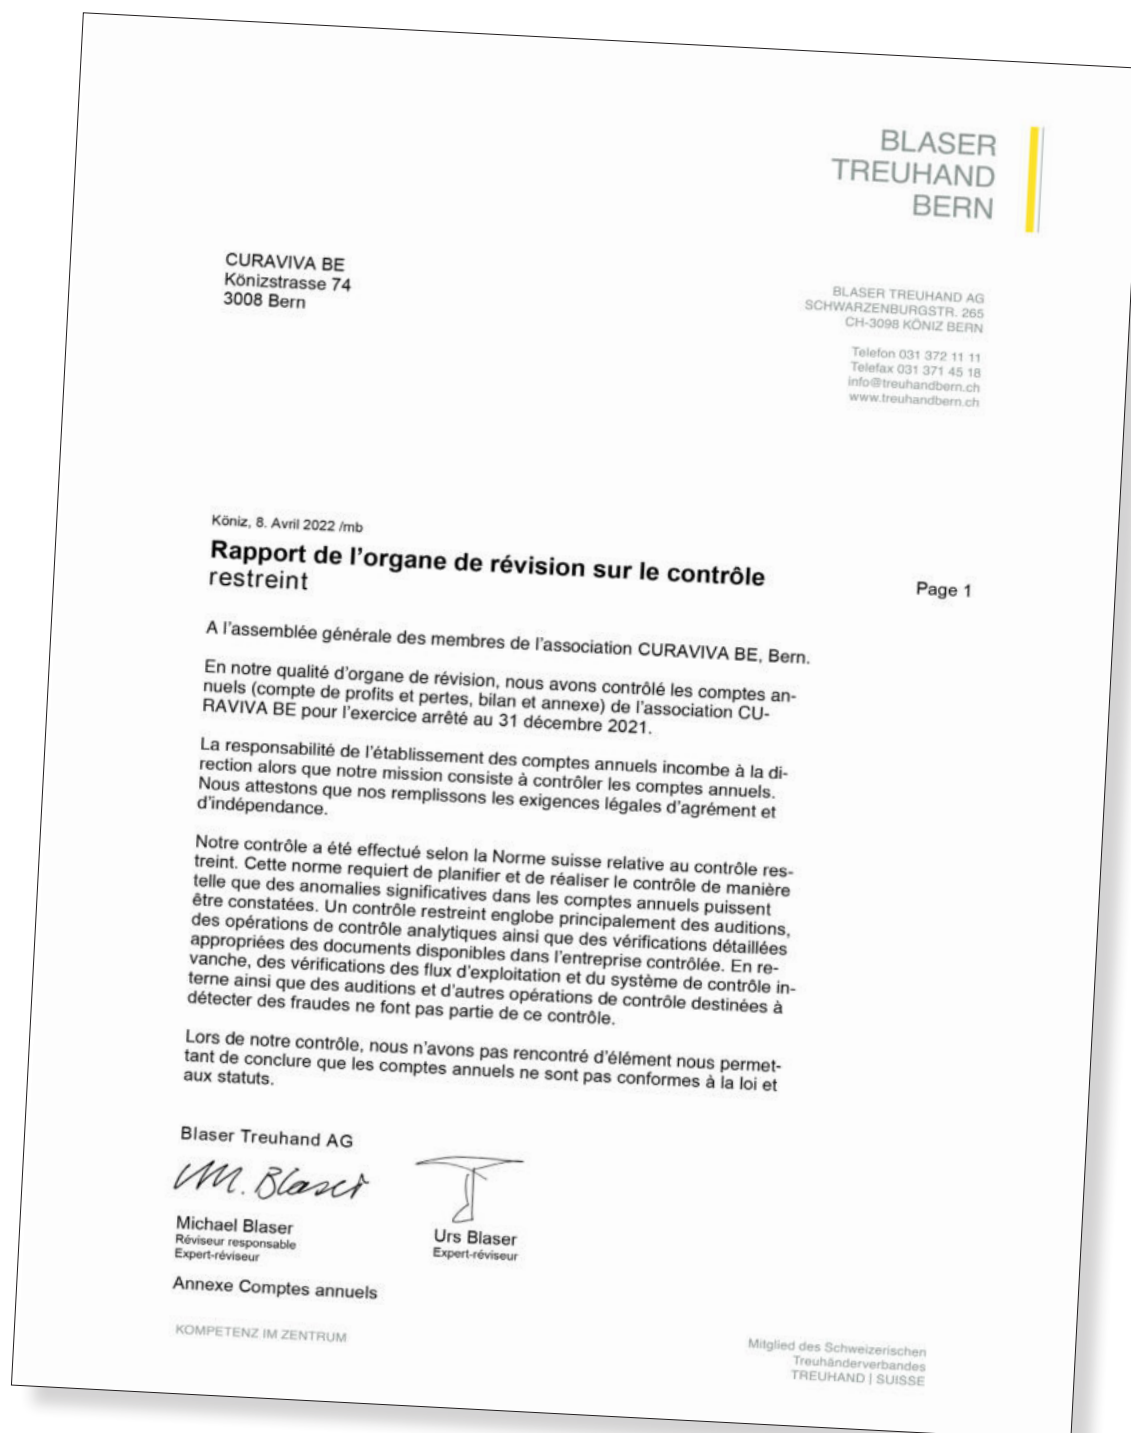 BLASER
TREUHAND
BERN
CURAVIVA BE
Könizstrasse 74
3008 Bern
BLASER TREUHAND AG
SCHWARZENBURGSTR. 265
CH-3098 KÖNIZ BERN
Telefon 031 372 11 11
Telefax 031 371 45 18
info@treuhandbern.ch
www.treuhandbern.ch
Köniz, 8. Avril 2022 /mb
Rapport de l'organe de révision sur le contrôle
restreint
Page 1
A l'assemblée générale des membres de l'association CURAVIVA BE, Bern.
En notre qualité d'organe de révision, nous avons contrôlé les comptes an-
nuels (compte de profits et pertes, bilan et annexe) de l'association CU-
RAVIVA BE pour l'exercice arrêté au 31 décembre 2021.
La responsabilité de l'établissement des comptes annuels incombe à la di-
rection alors que notre mission consiste à contrôler les comptes annuels.
Nous attestons que nos remplissons les exigences légales d'agrément et
d'indépendance.
Notre contrôle a été effectué selon la Norme suisse relative au contrôle res-
treint. Cette norme requiert de planifier et de réaliser le contrôle de manière
telle que des anomalies significatives dans les comptes annuels puissent
être constatées. Un contrôle restreint englobe principalement des auditions,
des opérations de contrôle analytiques ainsi que des vérifications détaillées
appropriées des documents disponibles dans l'entreprise contrôlée. En re-
vanche, des vérifications des flux d'exploitation et du système de contrôle in-
terne ainsi que des auditions et d'autres opérations de contrôle destinées à
détecter des fraudes ne font pas partie de ce contrôle.
Lors de notre contrôle, nous n'avons pas rencontré d'élément nous permet-
tant de conclure que les comptes annuels ne sont pas conformes à la loi et
aux statuts.
Blaser Treuhand AG
M. Blaser
Michael Blaser
Réviseur responsable
Expert-réviseur
Urs Blaser
Expert-réviseur
Annexe Comptes annuels
KOMPETENZ IM ZENTRUM
Mitglied des Schweizerischen
Treuhänderverbandes
TREUHAND | SUISSE